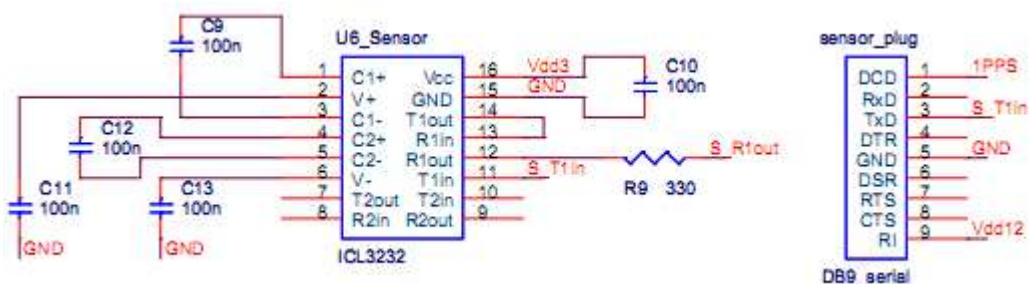 C9
100n
U6_Sensor
1 C1+ Vcc 16 Vdd3
2 V+ GND 15 GND
3 C1- T1out 14
4 C2+ R1in 13
5 C2- R1out 12
6 V- T1in 11 S_T1in
7 T2out T2in 10
8 R2in R2out 9
ICL3232
C10
100n
C12
100n
C11
100n
C13
100n
GND
GND
S_R1out
R9 330
sensor_plug
DCD 1 1PPS
RxD 2
TxD 3 S_T1in
DTR 4
GND 5 GND
DSR 6
RTS 7
CTS 8
RI 9 Vdd12
DB9_serial